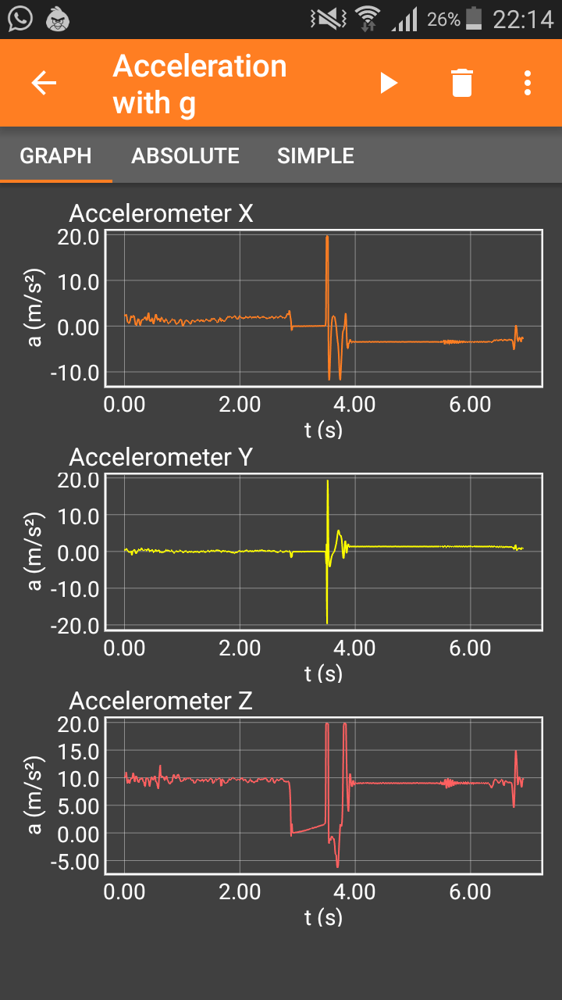 26% 22:14
Acceleration
with g
GRAPH ABSOLUTE SIMPLE
Accelerometer X
a (m/s²)
20.0
10.0
0.00
-10.0
0.00 2.00 4.00 6.00
t (s)
Accelerometer Y
a (m/s²)
20.0
10.0
0.00
-10.0
-20.0
0.00 2.00 4.00 6.00
t (s)
Accelerometer Z
a (m/s²)
20.0
15.0
10.0
5.00
0.00
-5.00
0.00 2.00 4.00 6.00
t (s)